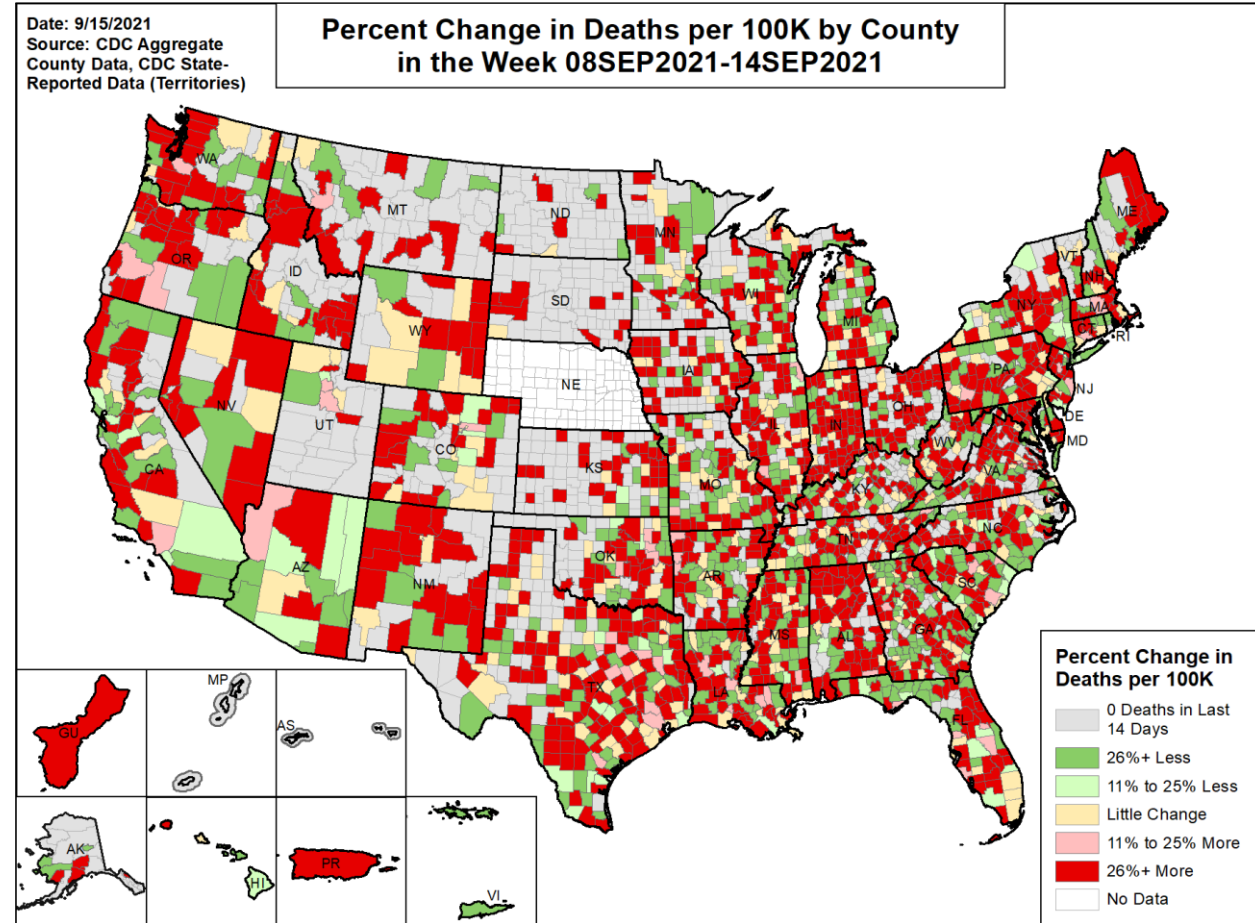 Date: 9/15/2021
Source: CDC Aggregate
County Data, CDC State-
Reported Data (Territories)
Percent Change in Deaths per 100K by County
in the Week 08SEP2021-14SEP2021
WA
MT
ND
MN
ME
OR
ID
SD
WI
MI
VT
NH
NY
MA
CT
RI
WY
NE
IA
PA
NJ
NV
UT
CO
KS
IL
IN
OH
DE
MD
WV
VA
CA
MO
KY
AZ
NM
OK
AR
TN
NC
SC
TX
LA
MS
AL
GA
FL
GU
MP
AS
AK
HI
PR
VI
Percent Change in
Deaths per 100K
0 Deaths in Last
14 Days
26%+ Less
11% to 25% Less
Little Change
11% to 25% More
26%+ More
No Data